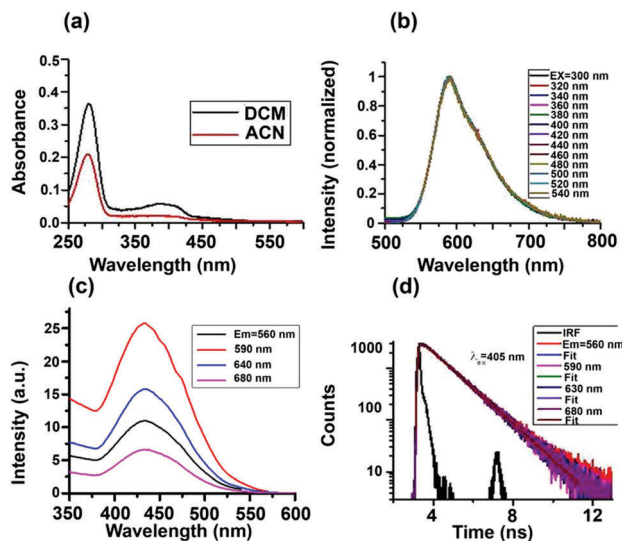 (a)
0.5
0.4
0.3
0.2
0.1
0.0
250 300 400 450 500
Absorbance
Wavelength (nm)
DCM
ACN
(b)
1
0.8
0.6
0.4
0.2
0
500 600 700 800
Intensity (normalized)
Wavelength (nm)
EX=300 nm
320 nm
340 nm
360 nm
380 nm
400 nm
420 nm
440 nm
460 nm
480 nm
500 nm
520 nm
540 nm
(c)
25
20
15
10
5
0
350 400 450 500 550 600
Intensity (a.u.)
Wavelength (nm)
Em=560 nm
590 nm
640 nm
680 nm
(d)
1000
100
10
4 8 12
Counts
Time (ns)
λex=405 nm
IRF
Em=560 nm
Fit
590 nm
Fit
630 nm
Fit
680 nm
Fit